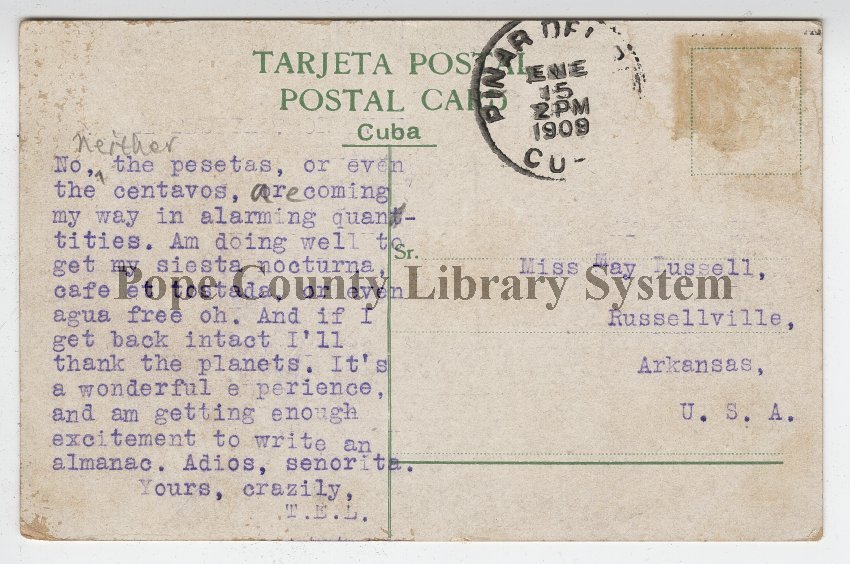 TARJETA POSTAL
POSTAL CARD
Cuba
PINAR DEL
ENE
15
2PM
1909
CU-
neither
No, the pesetas, or even
the centavos, are coming
my way in alarming quant-
tities. Am doing well to
get my siesta nocturna,
cafe et tostada, or even
agua free oh. And if I
get back intact I'll
thank the planets. It's
a wonderful e perience,
and am getting enough
excitement to write an
almanac. Adios, senorita.
Yours, crazily,
T.E.L.
Sr.
Miss May Russell,
Russellville,
Arkansas,
U. S. A.
Pope County Library System